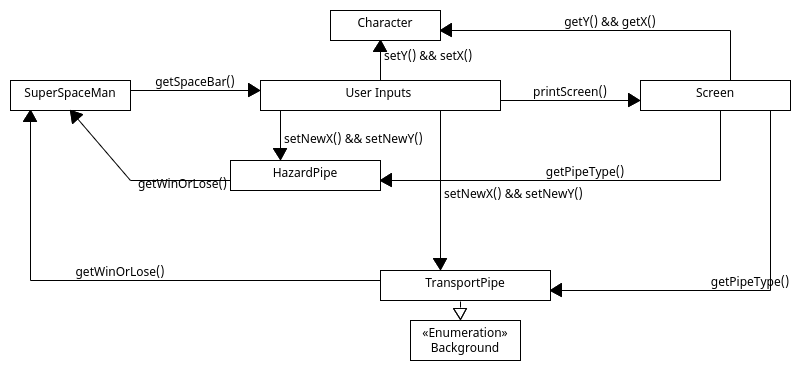 Character
getY() && getX()
setY() && setX()
SuperSpaceMan
getSpaceBar()
User Inputs
printScreen()
Screen
setNewX() && setNewY()
HazardPipe
getPipeType()
getWinOrLose()
setNewX() && setNewY()
getWinOrLose()
TransportPipe
getPipeType()
«Enumeration»
Background